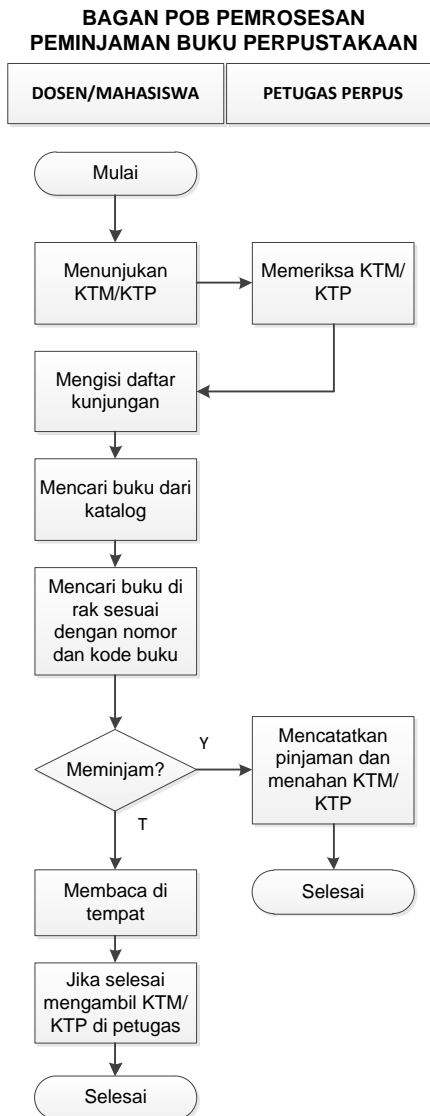 BAGAN POB PEMROSESAN
PEMINJAMAN BUKU PERPUSTAKAAN
DOSEN/MAHASISWA
PETUGAS PERPUS
Mulai
Menunjukan
KTM/KTP
Memeriksa KTM/
KTP
Mengisi daftar
kunjungan
Mencari buku dari
katalog
Mencari buku di
rak sesuai
dengan nomor
dan kode buku
Meminjam?
Y
Mencatatkan
pinjaman dan
menahan KTM/
KTP
T
Selesai
Membaca di
tempat
Jika selesai
mengambil KTM/
KTP di petugas
Selesai